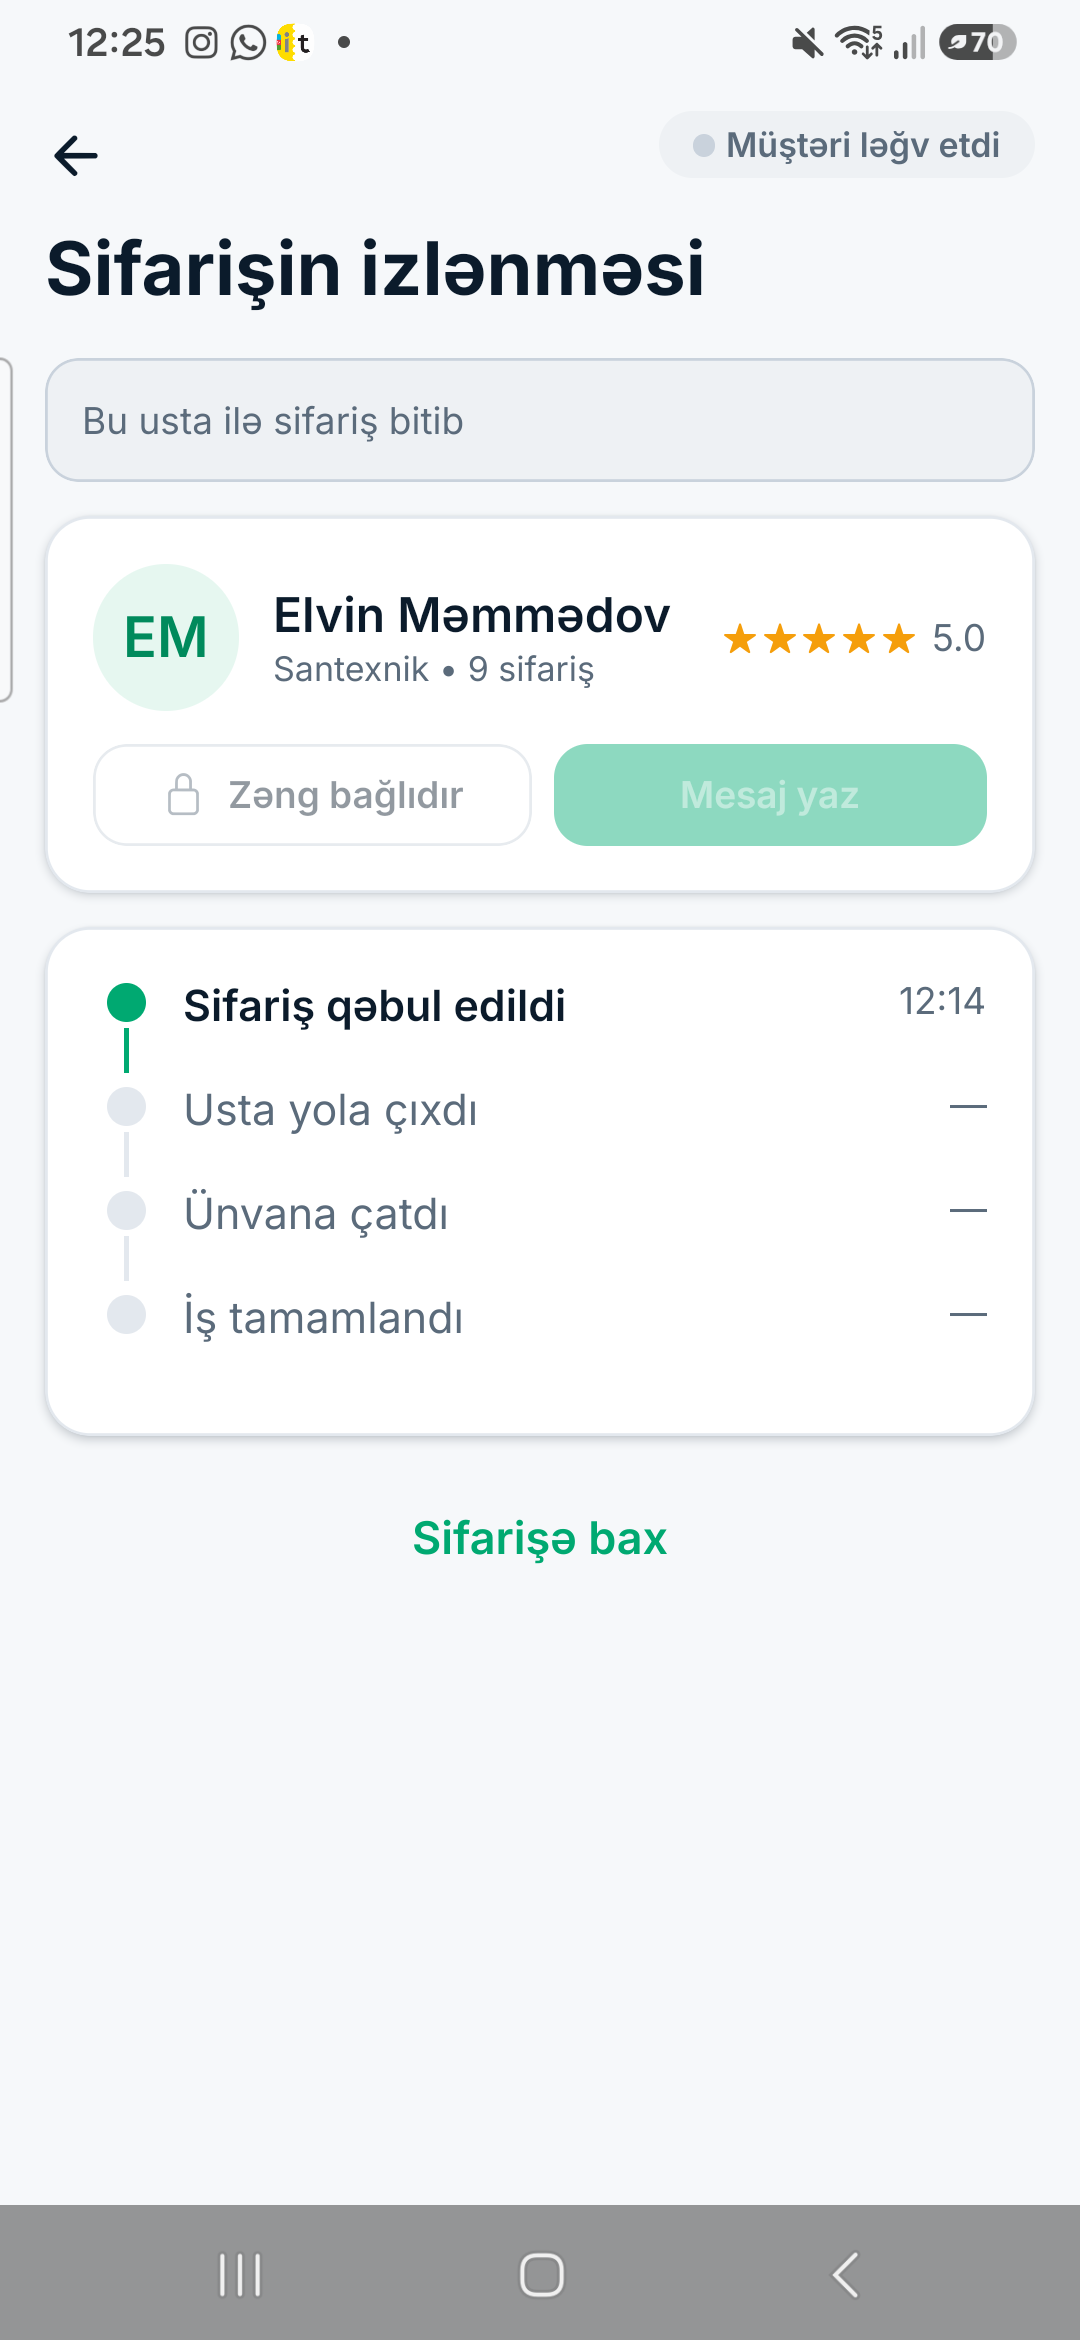 12:25
5
70
Müştəri ləğv etdi
Sifarişin izlənməsi
Bu usta ilə sifariş bitib
EM
Elvin Məmmədov
Santexnik • 9 sifariş
5.0
Zəng bağlıdır
Mesaj yaz
Sifariş qəbul edildi
12:14
Usta yola çıxdı
—
Ünvana çatdı
—
İş tamamlandı
—
Sifarişə bax